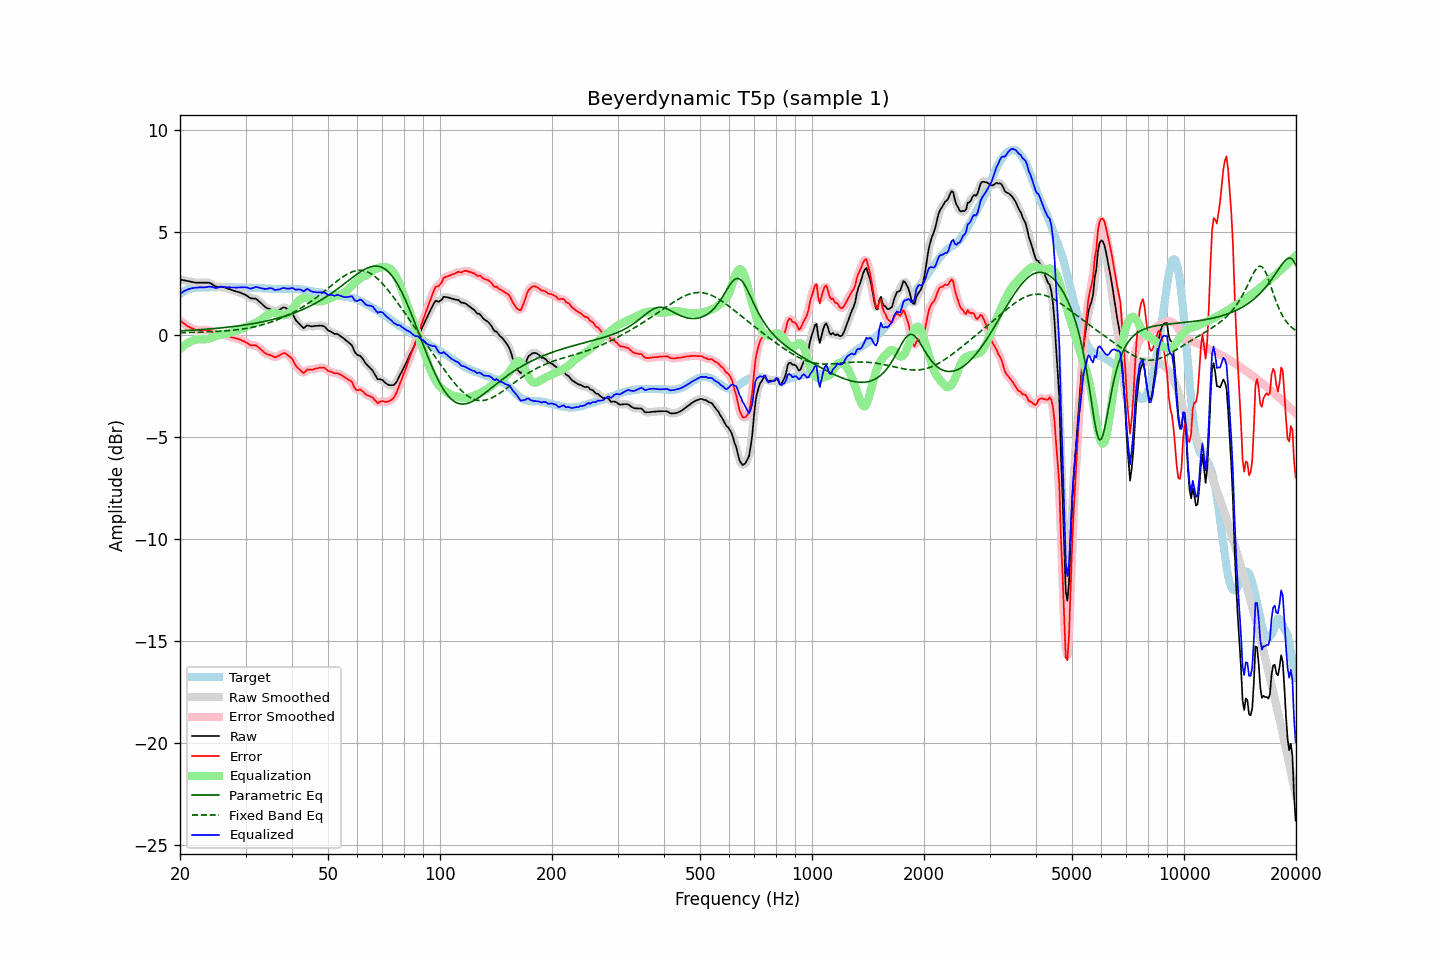 Beyerdynamic T5p (sample 1)
10
5
0
−5
−10
−15
−20
−25
Amplitude (dBr)
Target
Raw Smoothed
Error Smoothed
Raw
Error
Equalization
Parametric Eq
Fixed Band Eq
Equalized
20 50 100 200 500 1000 2000 5000 10000 20000
Frequency (Hz)